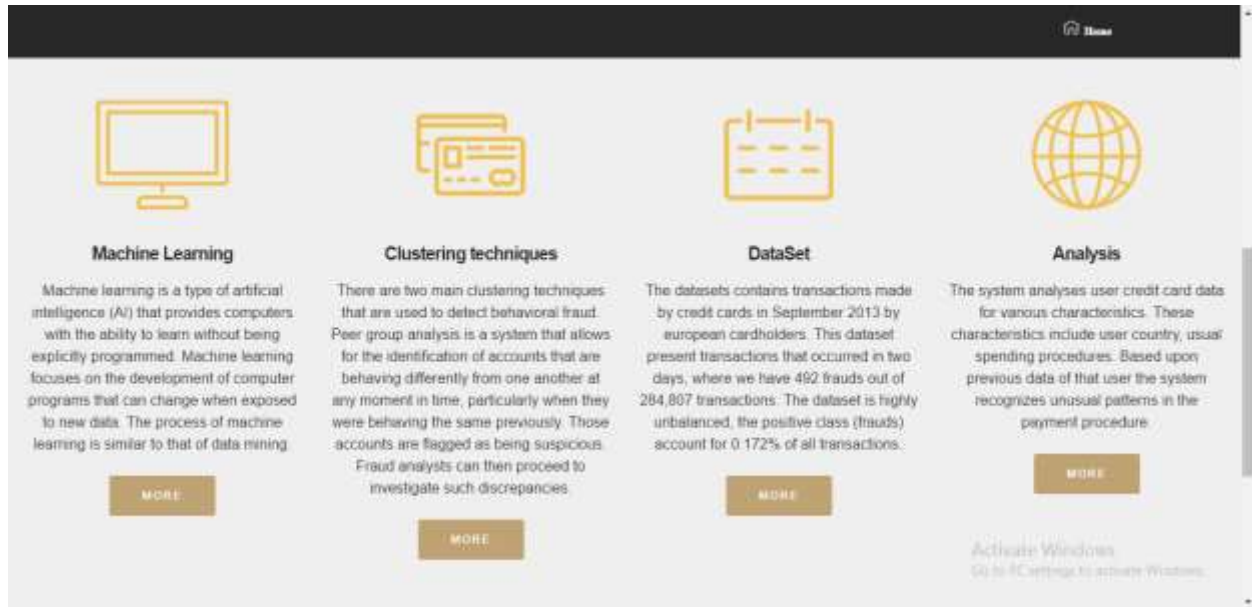 Home
Machine Learning
Machine learning is a type of artificial
intelligence (AI) that provides computers
with the ability to learn without being
explicitly programmed. Machine learning
focuses on the development of computer
programs that can change when exposed
to new data. The process of machine
learning is similar to that of data mining.
MORE
Clustering techniques
There are two main clustering techniques
that are used to detect behavioral fraud.
Peer group analysis is a system that allows
for the identification of accounts that are
behaving differently from one another at
any moment in time, particularly when they
were behaving the same previously. Those
accounts are flagged as being suspicious.
Fraud analysts can then proceed to
investigate such discrepancies.
MORE
DataSet
The datasets contains transactions made
by credit cards in September 2013 by
european cardholders. This dataset
present transactions that occurred in two
days, where we have 492 frauds out of
284,807 transactions. The dataset is highly
unbalanced, the positive class (frauds)
account for 0.172% of all transactions.
MORE
Analysis
The system analyses user credit card data
for various characteristics. These
characteristics include user country, usual
spending procedures. Based upon
previous data of that user the system
recognizes unusual patterns in the
payment procedure.
MORE
Activate Windows
Go to PC settings to activate Windows.